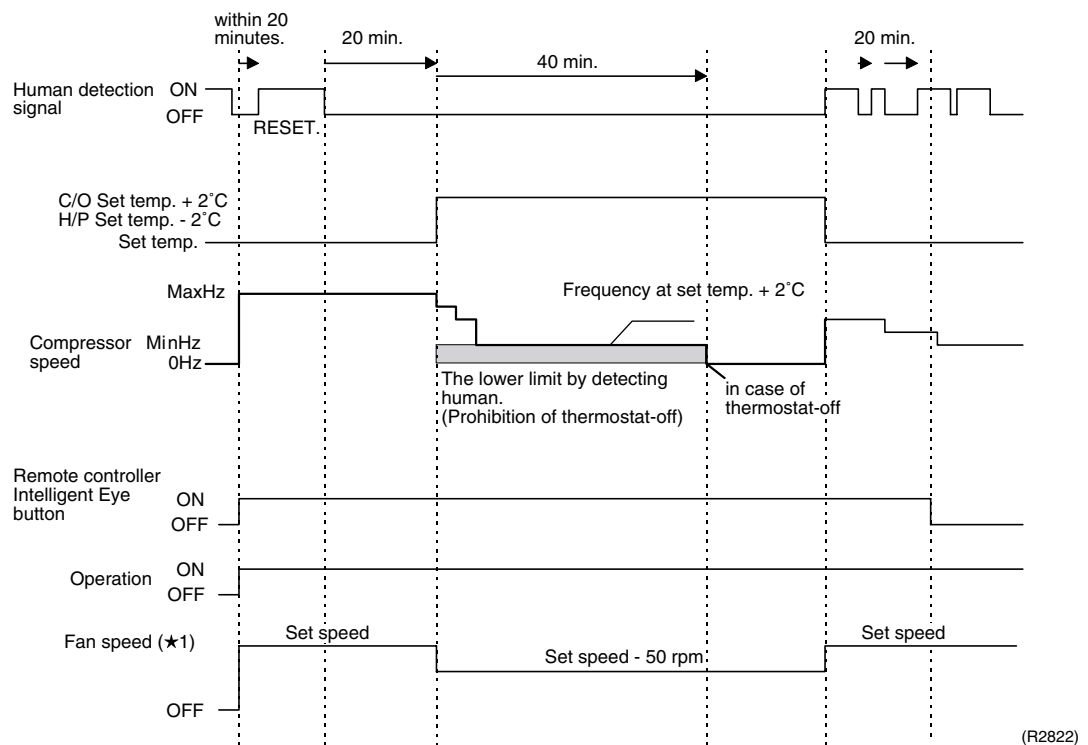 within 20
minutes.
20 min.
40 min.
20 min.
Human detection
signal
ON
OFF
RESET.
C/O Set temp. + 2˚C
H/P Set temp. - 2˚C
Set temp.
MaxHz
Frequency at set temp. + 2˚C
Compressor
speed
MinHz
0Hz
The lower limit by detecting
human.
(Prohibition of thermostat-off)
in case of
thermostat-off
Remote controller
Intelligent Eye
button
ON
OFF
Operation
ON
OFF
Fan speed (★1)
Set speed
Set speed - 50 rpm
Set speed
OFF
(R2822)